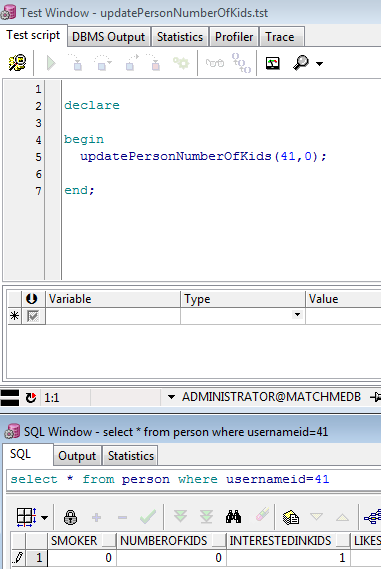 Test Window - updatePersonNumberOfKids.tst
Test script DBMS Output Statistics Profiler Trace
1
2 declare
3
4 begin
5 updatePersonNumberOfKids(41,0);
6
7 end;
Variable Type Value
1:1 ADMINISTRATOR@MATCHMEDB
SQL Window - select * from person where usernameid=41
SQL Output Statistics
select * from person where usernameid=41
SMOKER NUMBEROFKIDS INTERESTEDINKIDS LIKES
1 0 0 1